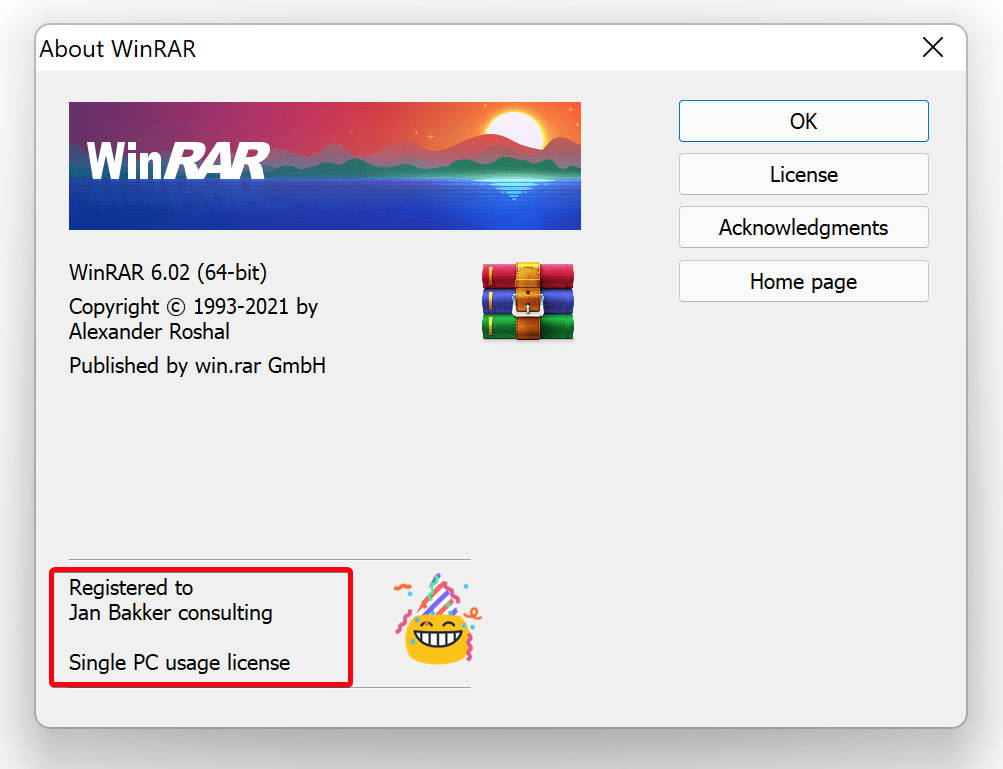 About WinRAR
WinRAR
OK
License
Acknowledgments
Home page
WinRAR 6.02 (64-bit)
Copyright © 1993-2021 by
Alexander Roshal
Published by win.rar GmbH
Registered to
Jan Bakker consulting
Single PC usage license